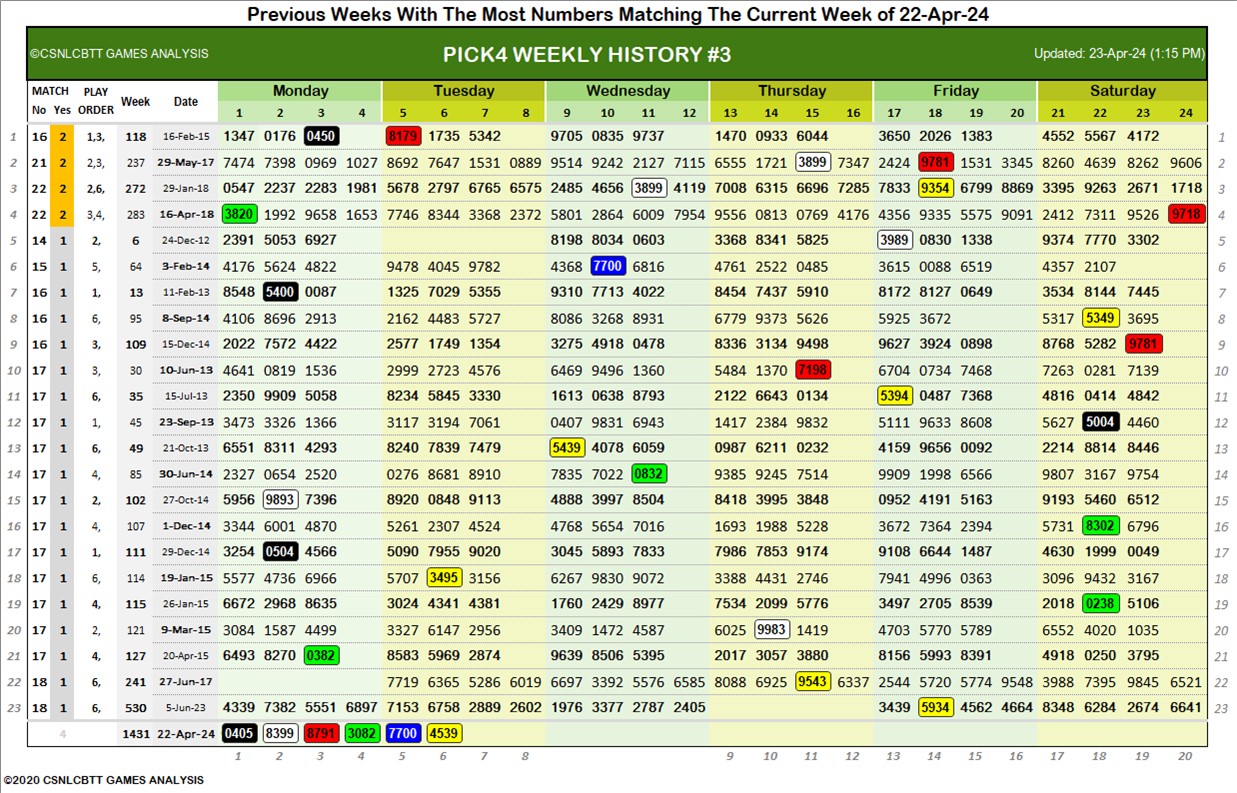 Previous Weeks With The Most Numbers Matching The Current Week of 22-Apr-24
©CSNLCBTT GAMES ANALYSIS PICK4 WEEKLY HISTORY #3 Updated: 23-Apr-24 (1:15 PM)
MATCH PLAY Week Date Monday Tuesday Wednesday Thursday Friday Saturday
No Yes ORDER 1 2 3 4 5 6 7 8 9 10 11 12 13 14 15 16 17 18 19 20 21 22 23 24
1 16 2 1,3, 118 16-Feb-15 1347 0176 0450 8179 1735 5342 9705 0835 9737 1470 0933 6044 3650 2026 1383 4552 5567 4172 1
2 21 2 2,3, 237 29-May-17 7474 7398 0969 1027 8692 7647 1531 0889 9514 9242 2127 7115 6555 1721 3899 7347 2424 9781 1531 3345 8260 4639 8262 9606 2
3 22 2 2,6, 272 29-Jan-18 0547 2237 2283 1981 5678 2797 6765 6575 2485 4656 3899 4119 7008 6315 6696 7285 7833 9354 6799 8869 3395 9263 2671 1718 3
4 22 2 3,4, 283 16-Apr-18 3820 1992 9658 1653 7746 8344 3368 2372 5801 2864 6009 7954 9556 0813 0769 4176 4356 9335 5575 9091 2412 7311 9526 9718 4
5 14 1 2, 6 24-Dec-12 2391 5053 6927 8198 8034 0603 3368 8341 5825 3989 0830 1338 9374 7770 3302 5
6 15 1 5, 64 3-Feb-14 4176 5624 4822 9478 4045 9782 4368 7700 6816 4761 2522 0485 3615 0088 6519 4357 2107 6
7 16 1 1, 13 11-Feb-13 8548 5400 0087 1325 7029 5355 9310 7713 4022 8454 7437 5910 8172 8127 0649 3534 8144 7445 7
8 16 1 6, 95 8-Sep-14 4106 8696 2913 2162 4483 5727 8086 3268 8931 6779 9373 5626 5925 3672 5317 5349 3695 8
9 16 1 3, 109 15-Dec-14 2022 7572 4422 2577 1749 1354 3275 4918 0478 8336 3134 9498 9627 3924 0898 8768 5282 9781 9
10 17 1 3, 30 10-Jun-13 4641 0819 1536 2999 2723 4576 6469 9496 1360 5484 1370 7198 6704 0734 7468 7263 0281 7139 10
11 17 1 6, 35 15-Jul-13 2350 9909 5058 8234 5845 3330 1613 0638 8793 2122 6643 0134 5394 0487 7368 4816 0414 4842 11
12 17 1 1, 45 23-Sep-13 3473 3326 1366 3117 3194 7061 0407 9831 6943 1417 2384 9832 5111 9633 8608 5627 5004 4460 12
13 17 1 6, 49 21-Oct-13 6551 8311 4293 8240 7839 7479 5439 4078 6059 0987 6211 0232 4159 9656 0092 2214 8814 8446 13
14 17 1 4, 85 30-Jun-14 2327 0654 2520 0276 8681 8910 7835 7022 0832 9385 9245 7514 9909 1998 6566 9807 3167 9754 14
15 17 1 2, 102 27-Oct-14 5956 9893 7396 8920 0848 9113 4888 3997 8504 8418 3995 3848 0952 4191 5163 9193 5460 6512 15
16 17 1 4, 107 1-Dec-14 3344 6001 4870 5261 2307 4524 4768 5654 7016 1693 1988 5228 3672 7364 2394 5731 8302 6796 16
17 17 1 1, 111 29-Dec-14 3254 0504 4566 5090 7955 9020 3045 5893 7833 7986 7853 9174 9108 6644 1487 4630 1999 0049 17
18 17 1 6, 114 19-Jan-15 5577 4736 6966 5707 3495 3156 6267 9830 9072 3388 4431 2746 7941 4996 0363 3096 9432 3167 18
19 17 1 4, 115 26-Jan-15 6672 2968 8635 3024 4341 4381 1760 2429 8977 7534 2099 5776 3497 2705 8539 2018 0238 5106 19
20 17 1 2, 121 9-Mar-15 3084 1587 4499 3327 6147 2956 3409 1472 4587 6025 9983 1419 4703 5770 5789 6552 4020 1035 20
21 17 1 4, 127 20-Apr-15 6493 8270 0382 8583 5969 2874 9639 8506 5395 2017 3057 3880 8156 5993 8391 4918 0250 3795 21
22 18 1 6, 241 27-Jun-17 7719 6365 5286 6019 6697 3392 5576 6585 8088 6925 9543 6337 2544 5720 5774 9548 3988 7395 9845 6521 22
23 18 1 6, 530 5-Jun-23 4339 7382 5551 6897 7153 6758 2889 2602 1976 3377 2787 2405 3439 5934 4562 4664 8348 6284 2674 6641 23
4 1431 22-Apr-24 0405 8399 8791 3082 7700 4539
1 2 3 4 5 6 7 8 9 10 11 12 13 14 15 16 17 18 19 20
©2020 CSNLCBTT GAMES ANALYSIS